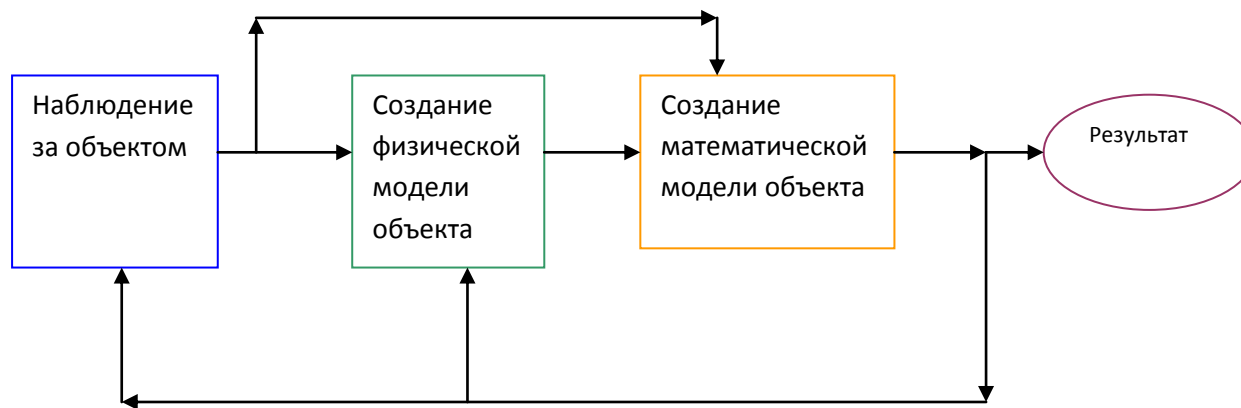 Наблюдение
за объектом
Создание
физической
модели
объекта
Создание
математической
модели объекта
Результат